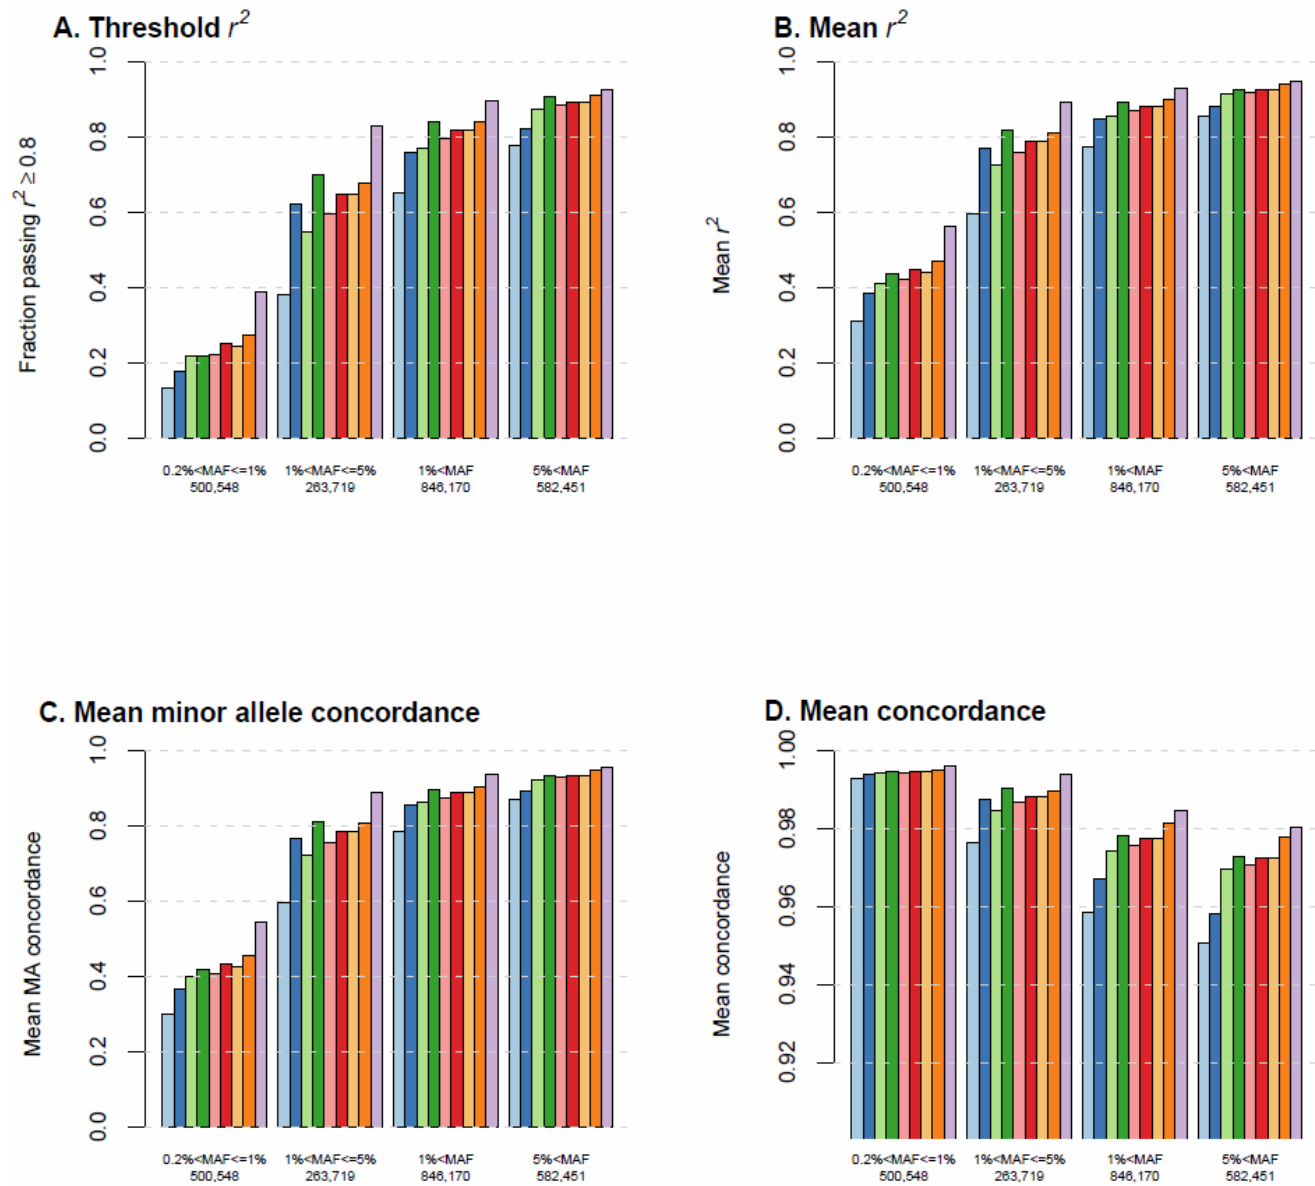 A. Threshold r²
Fraction passing r² ≥ 0.8
1.0
0.8
0.6
0.4
0.2
0.0
0.2%<MAF<=1% 1%<MAF<=5% 1%<MAF 5%<MAF
500,548 263,719 846,170 582,451
B. Mean r²
Mean r²
1.0
0.8
0.6
0.4
0.2
0.0
0.2%<MAF<=1% 1%<MAF<=5% 1%<MAF 5%<MAF
500,548 263,719 846,170 582,451
C. Mean minor allele concordance
Mean MA concordance
1.0
0.8
0.6
0.4
0.2
0.0
0.2%<MAF<=1% 1%<MAF<=5% 1%<MAF 5%<MAF
500,548 263,719 846,170 582,451
D. Mean concordance
Mean concordance
1.00
0.98
0.96
0.94
0.92
0.2%<MAF<=1% 1%<MAF<=5% 1%<MAF 5%<MAF
500,548 263,719 846,170 582,451